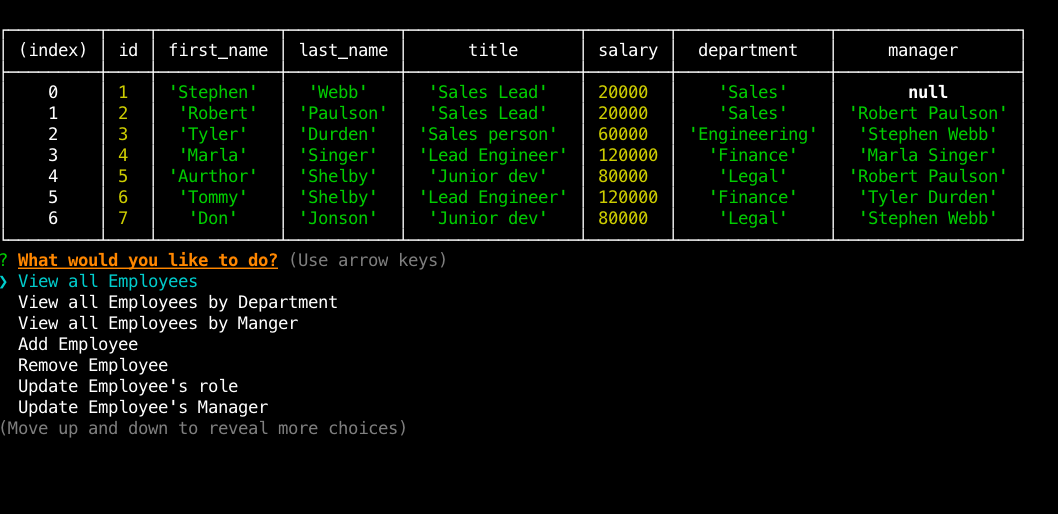 (index) id first_name last_name title salary department manager
0 1 'Stephen' 'Webb' 'Sales Lead' 20000 'Sales' null
1 2 'Robert' 'Paulson' 'Sales Lead' 20000 'Sales' 'Robert Paulson'
2 3 'Tyler' 'Durden' 'Sales person' 60000 'Engineering' 'Stephen Webb'
3 4 'Marla' 'Singer' 'Lead Engineer' 120000 'Finance' 'Marla Singer'
4 5 'Aurthor' 'Shelby' 'Junior dev' 80000 'Legal' 'Robert Paulson'
5 6 'Tommy' 'Shelby' 'Lead Engineer' 120000 'Finance' 'Tyler Durden'
6 7 'Don' 'Jonson' 'Junior dev' 80000 'Legal' 'Stephen Webb'
? What would you like to do? (Use arrow keys)
❯ View all Employees
View all Employees by Department
View all Employees by Manger
Add Employee
Remove Employee
Update Employee's role
Update Employee's Manager
(Move up and down to reveal more choices)